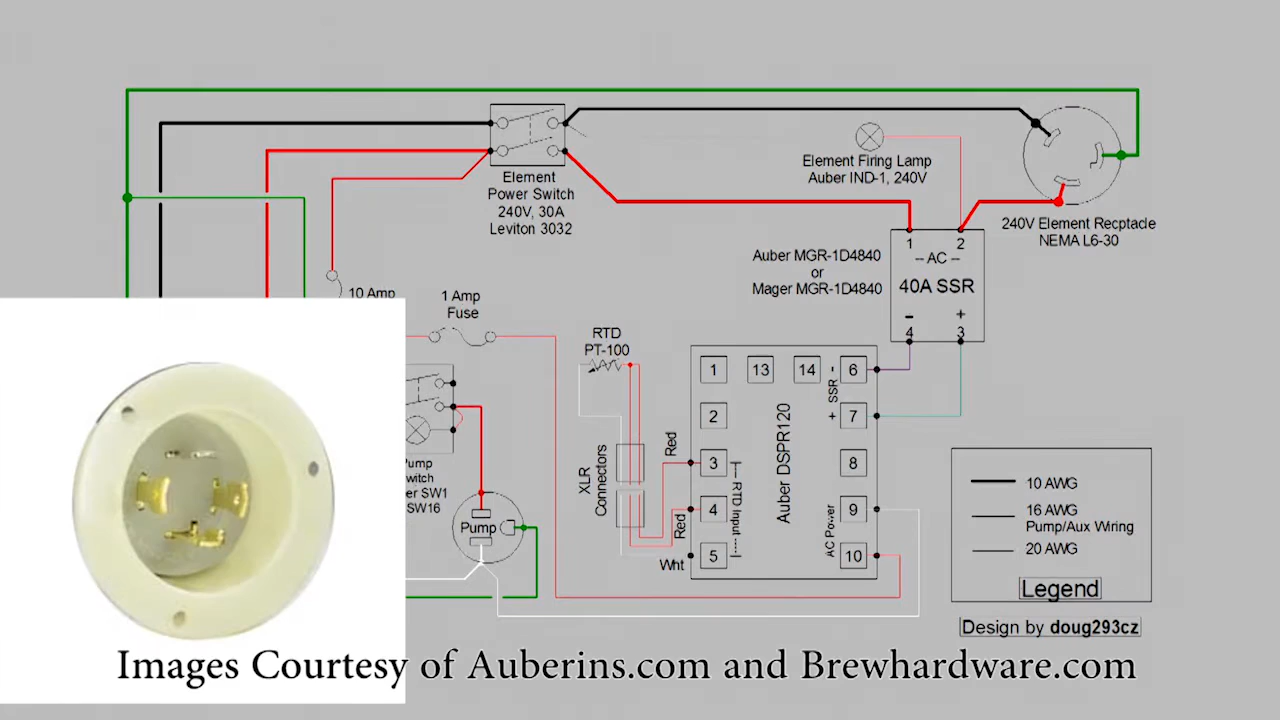 Element
Power Switch
240V, 30A
Leviton 3032
Element Firing Lamp
Auber IND-1, 240V
240V Element Recptacle
NEMA L6-30
1 2
-- AC --
40A SSR
- +
4 3
Auber MGR-1D4840
or
Mager MGR-1D4840
10 Amp
1 Amp
Fuse
RTD
PT-100
XLR
Connectors
Red
Red
Wht
1 13 14 6
2 7
3 8
4 9
5 10
- SSR +
RTD Input ----|
Auber DSPR120
AC Power
Pump
10 AWG
16 AWG
Pump/Aux Wiring
20 AWG
Legend
Design by doug293cz
SW1
SW16
Images Courtesy of Auberins.com and Brewhardware.com